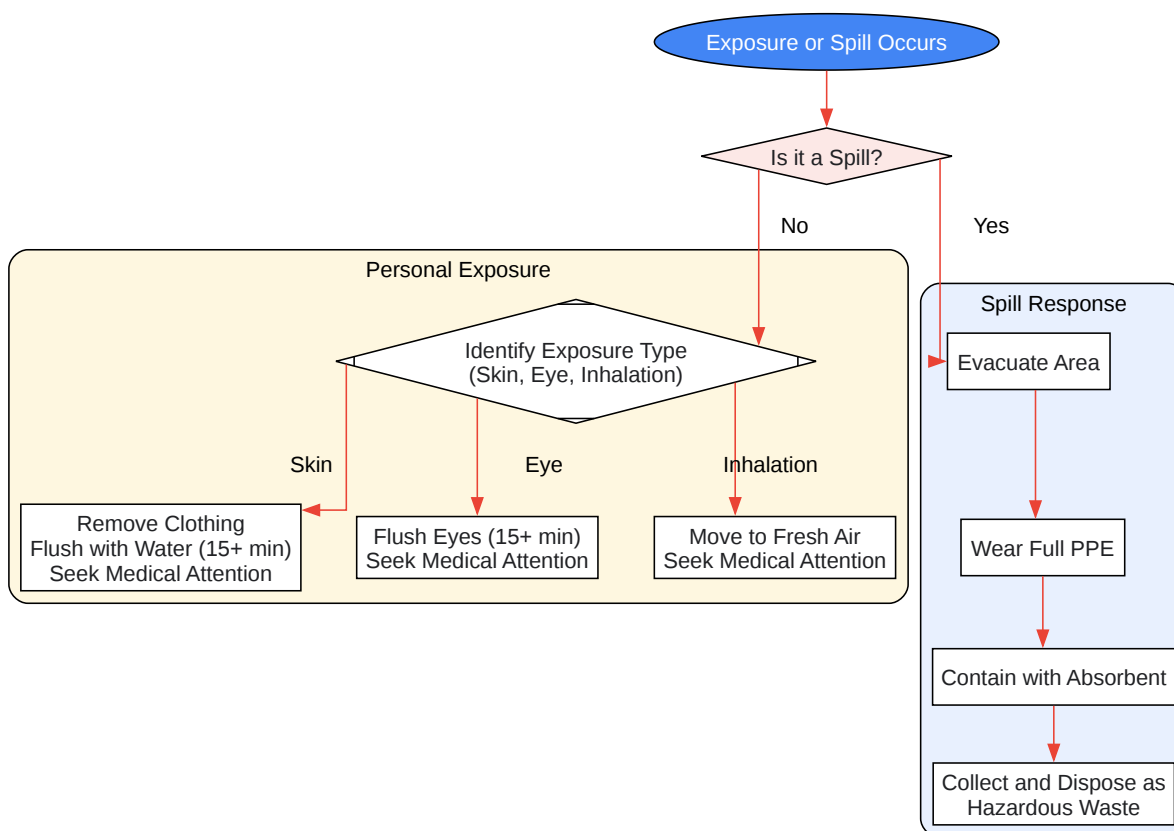 Exposure or Spill Occurs
Is it a Spill?
No
Yes
Personal Exposure
Spill Response
Identify Exposure Type
(Skin, Eye, Inhalation)
Evacuate Area
Skin
Eye
Inhalation
Remove Clothing
Flush with Water (15+ min)
Seek Medical Attention
Flush Eyes (15+ min)
Seek Medical Attention
Move to Fresh Air
Seek Medical Attention
Wear Full PPE
Contain with Absorbent
Collect and Dispose as
Hazardous Waste